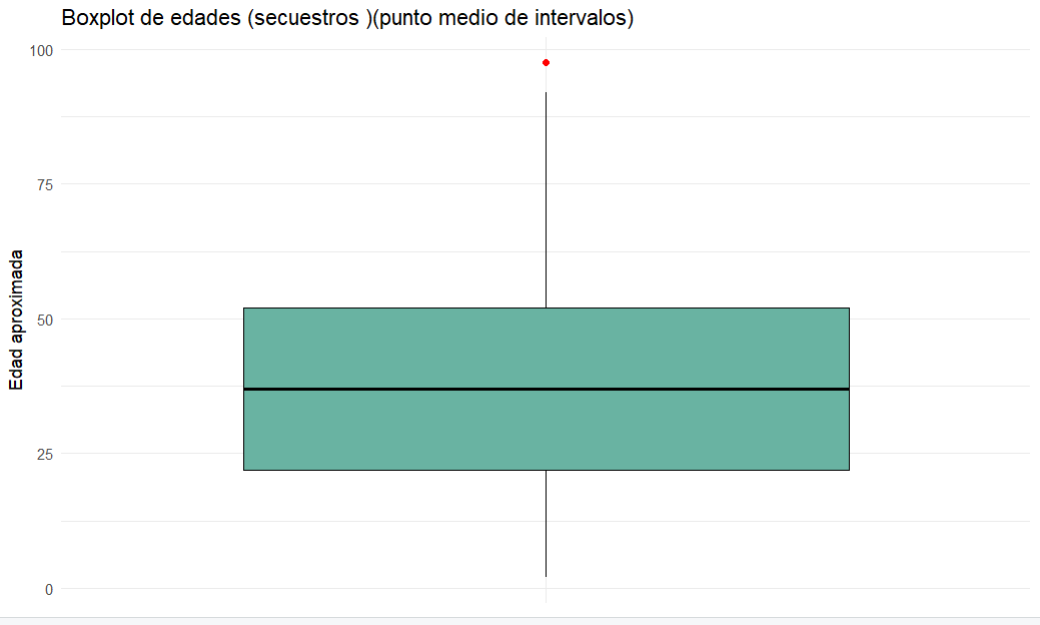 Boxplot de edades (secuestros )(punto medio de intervalos)
100
75
50
25
0
Edad aproximada